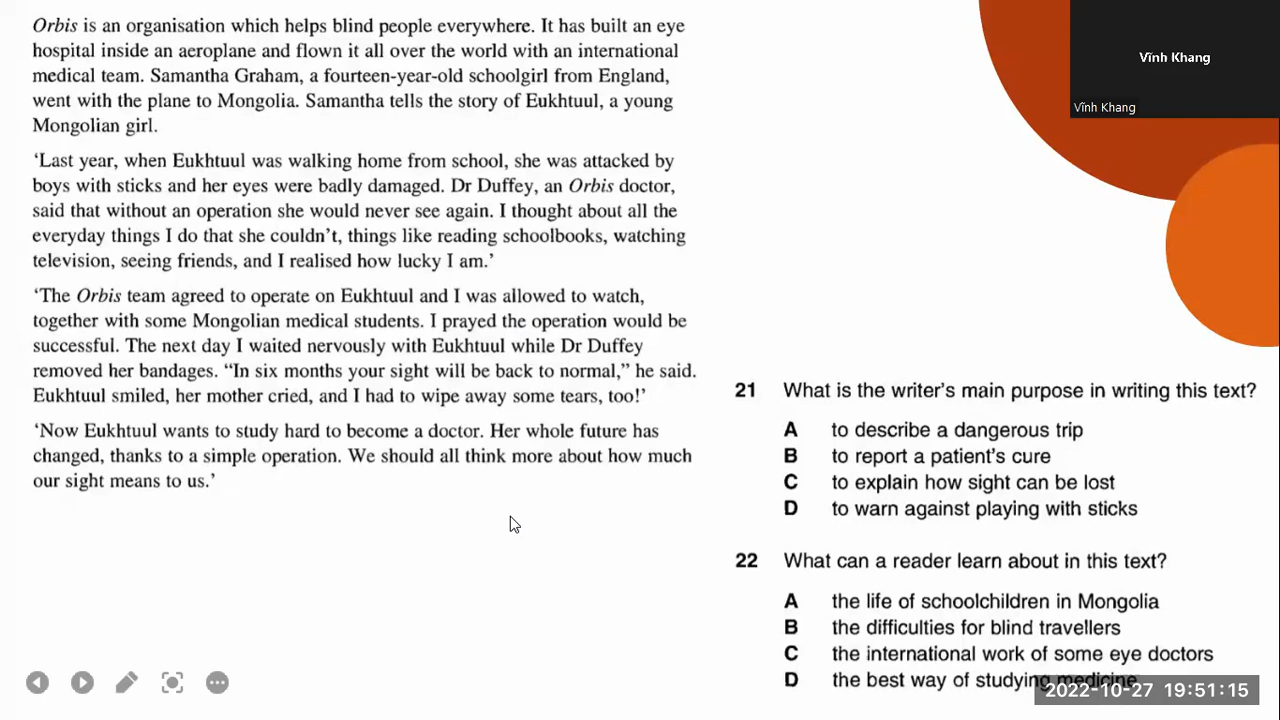 Orbis is an organisation which helps blind people everywhere. It has built an eye
hospital inside an aeroplane and flown it all over the world with an international
medical team. Samantha Graham, a fourteen-year-old schoolgirl from England,
went with the plane to Mongolia. Samantha tells the story of Eukhtuul, a young
Mongolian girl.
‘Last year, when Eukhtuul was walking home from school, she was attacked by
boys with sticks and her eyes were badly damaged. Dr Duffey, an Orbis doctor,
said that without an operation she would never see again. I thought about all the
everyday things I do that she couldn’t, things like reading schoolbooks, watching
television, seeing friends, and I realised how lucky I am.’
‘The Orbis team agreed to operate on Eukhtuul and I was allowed to watch,
together with some Mongolian medical students. I prayed the operation would be
successful. The next day I waited nervously with Eukhtuul while Dr Duffey
removed her bandages. “In six months your sight will be back to normal,” he said.
Eukhtuul smiled, her mother cried, and I had to wipe away some tears, too!’
‘Now Eukhtuul wants to study hard to become a doctor. Her whole future has
changed, thanks to a simple operation. We should all think more about how much
our sight means to us.’
Vĩnh Khang
Vĩnh Khang
21 What is the writer’s main purpose in writing this text?
A to describe a dangerous trip
B to report a patient’s cure
C to explain how sight can be lost
D to warn against playing with sticks
22 What can a reader learn about in this text?
A the life of schoolchildren in Mongolia
B the difficulties for blind travellers
C the international work of some eye doctors
D the best way of studying medicine
2022-10-27 19:51:15